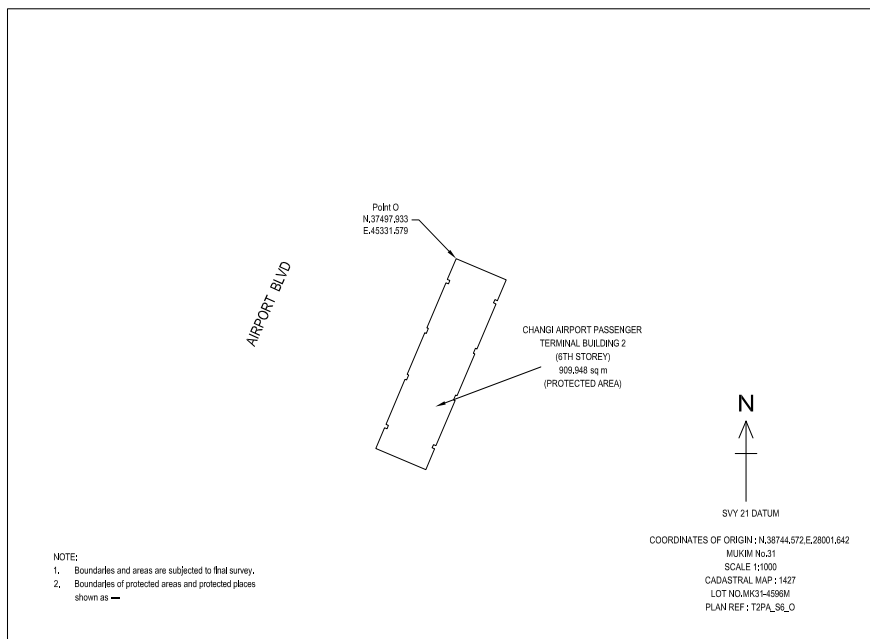 Point O
N.37497.933
E.45331.579
AIRPORT BLVD
CHANGI AIRPORT PASSENGER
TERMINAL BUILDING 2
(6TH STOREY)
909.948 sq m
(PROTECTED AREA)
N
SVY 21 DATUM
COORDINATES OF ORIGIN : N.38744.572,E.28001.642
MUKIM No.31
SCALE 1:1000
CADASTRAL MAP : 1427
LOT NO.MK31-4596M
PLAN REF : T2PA_S6_O
NOTE:
1. Boundaries and areas are subjected to final survey.
2. Boundaries of protected areas and protected places
shown as —